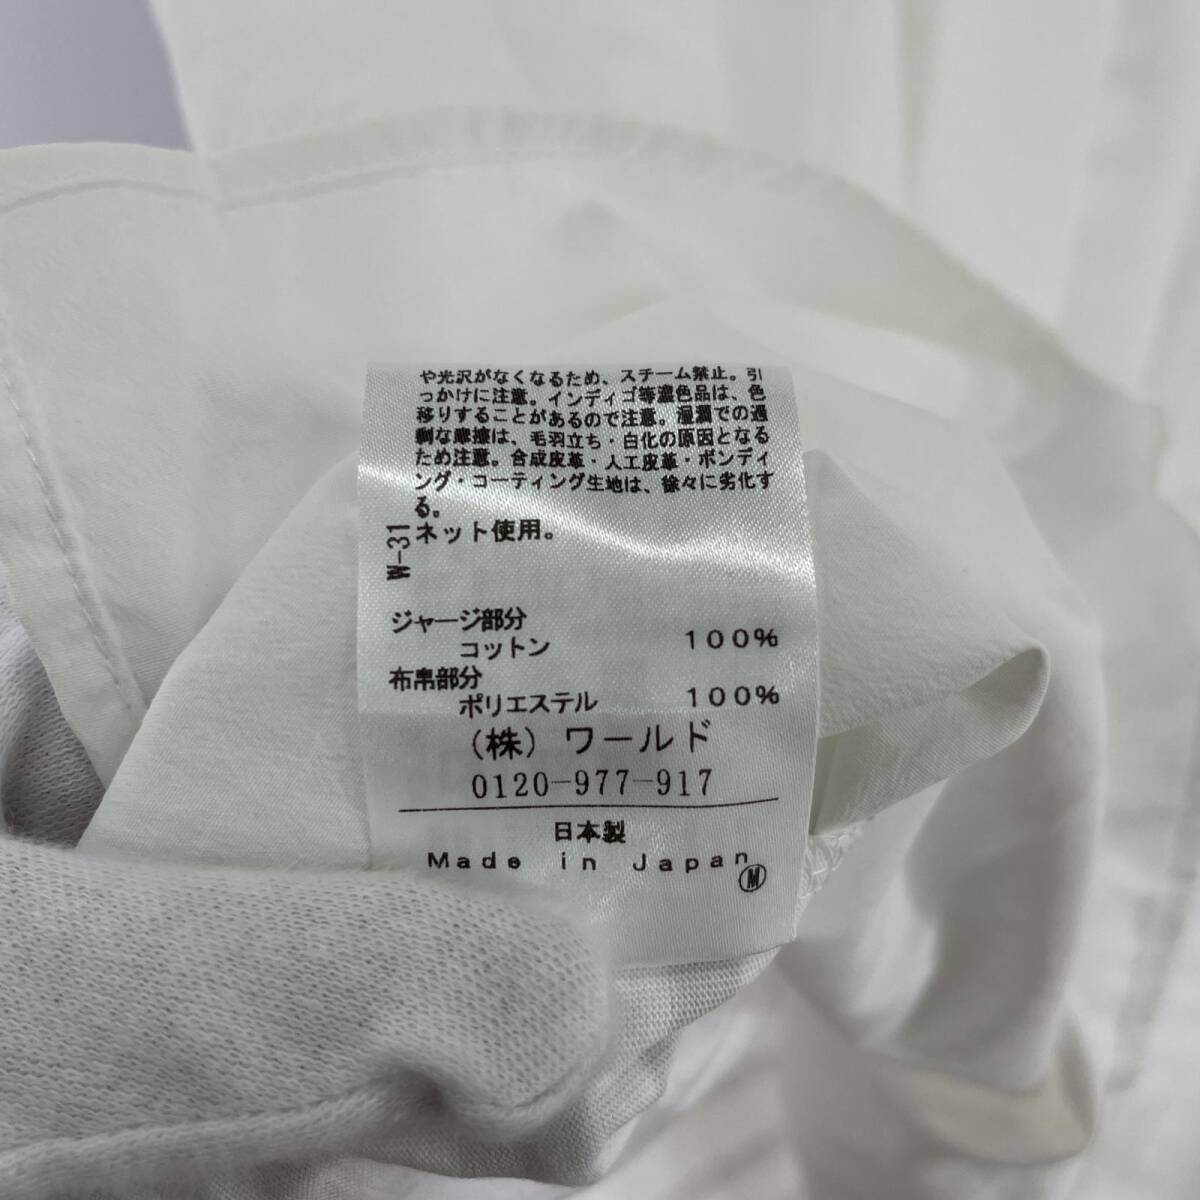 や光沢がなくなるため、スチーム禁止。引
っかけに注意。インディゴ等濃色品は、色
移りすることがあるので注意。湿潤での過
剰な摩擦は、毛羽立ち・白化の原因となる
ため注意。合成皮革・人工皮革・ボンディ
ング・コーティング生地は、徐々に劣化す
る。
ネット使用。
W-31
ジャージ部分
コットン 100%
布帛部分
ポリエステル 100%
(株) ワールド
0120-977-917
日本製
Made in Japan
M